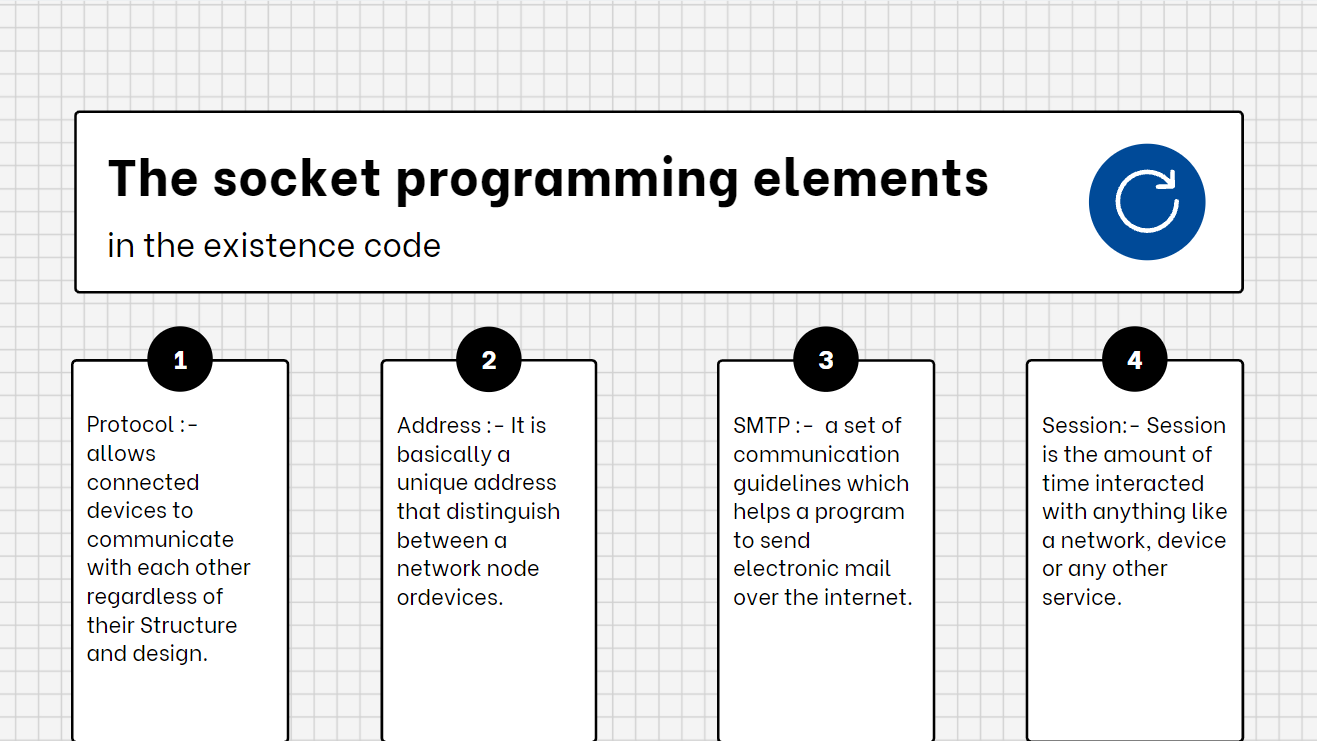 The socket programming elements
in the existence code
1
Protocol :-
allows
connected
devices to
communicate
with each other
regardless of
their Structure
and design.
2
Address :- It is
basically a
unique address
that distinguish
between a
network node
ordevices.
3
SMTP :-  a set of
communication
guidelines which
helps a program
to send
electronic mail
over the internet.
4
Session:- Session
is the amount of
time interacted
with anything like
a network, device
or any other
service.